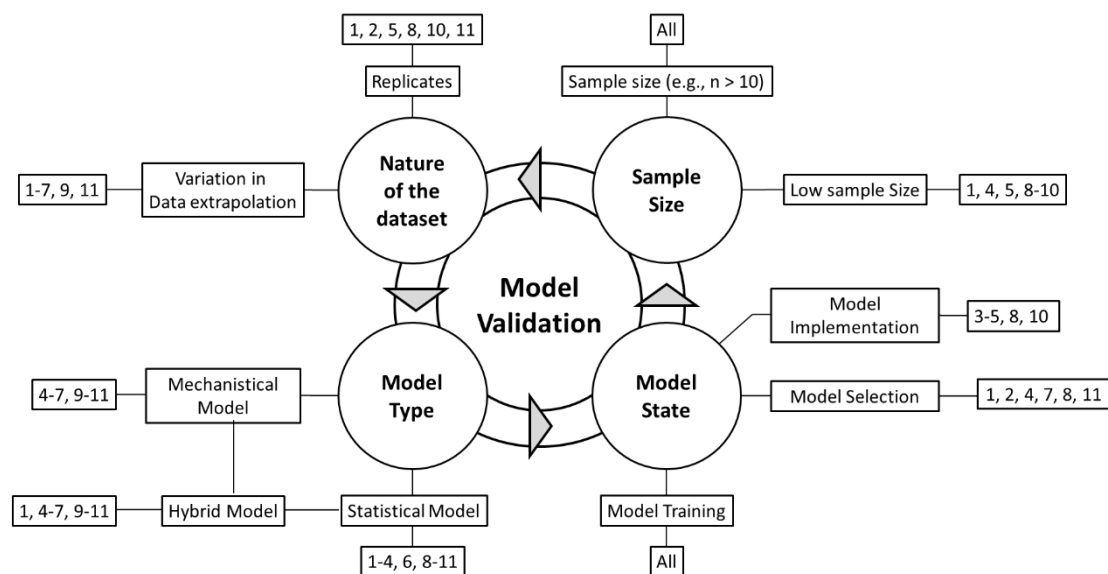 1, 2, 5, 8, 10, 11
All
Replicates
Sample size (e.g., n > 10)
Nature
of the
dataset
Sample
Size
1-7, 9, 11
Variation in
Data extrapolation
Low sample Size
1, 4, 5, 8-10
Model
Validation
Model
Implementation
3-5, 8, 10
4-7, 9-11
Mechanistical
Model
Model
Type
Model
State
Model Selection
1, 2, 4, 7, 8, 11
1, 4-7, 9-11
Hybrid Model
Statistical Model
Model Training
1-4, 6, 8-11
All